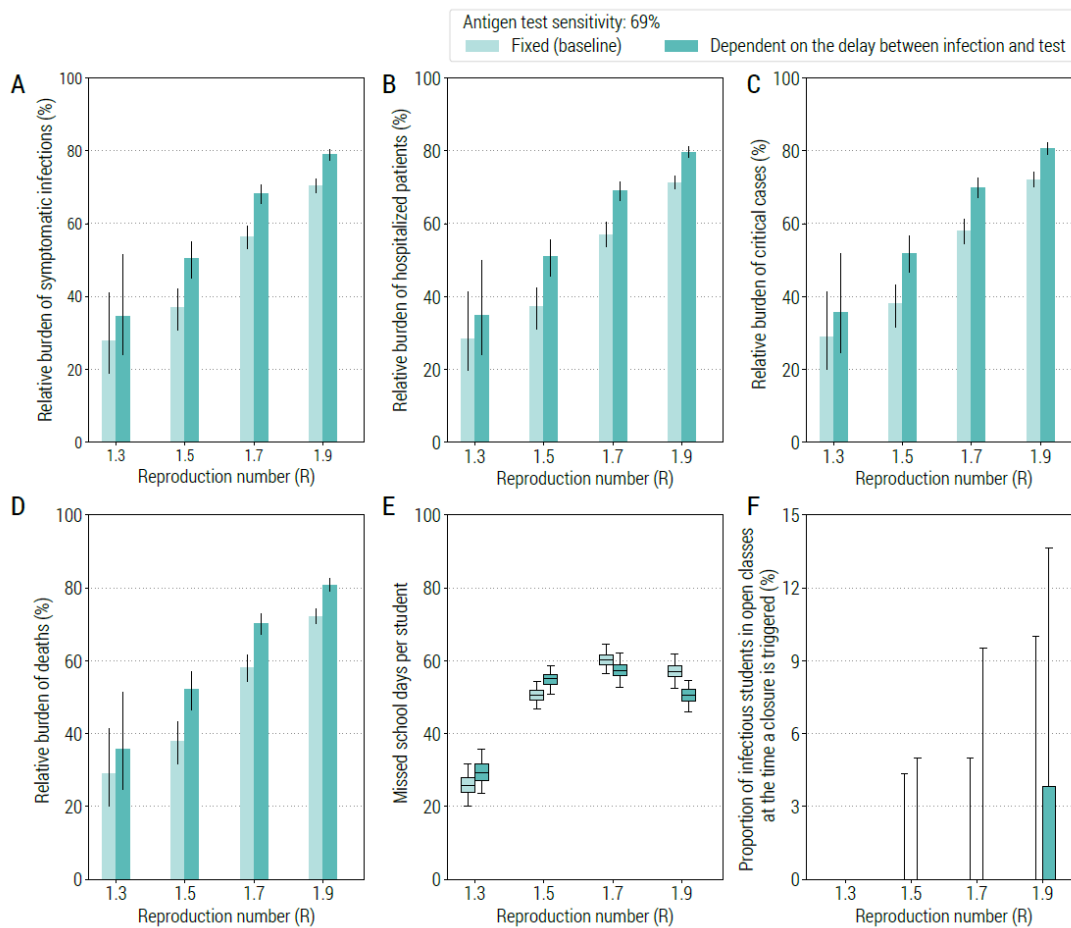 Antigen test sensitivity: 69%
Fixed (baseline)
Dependent on the delay between infection and test
A
Relative burden of symptomatic infections (%)
100
80
60
40
20
0
1.3 1.5 1.7 1.9
Reproduction number (R)
B
Relative burden of hospitalized patients (%)
100
80
60
40
20
0
1.3 1.5 1.7 1.9
Reproduction number (R)
C
Relative burden of critical cases (%)
100
80
60
40
20
0
1.3 1.5 1.7 1.9
Reproduction number (R)
D
Relative burden of deaths (%)
100
80
60
40
20
0
1.3 1.5 1.7 1.9
Reproduction number (R)
E
Missed school days per student
100
80
60
40
20
0
1.3 1.5 1.7 1.9
Reproduction number (R)
F
Proportion of infectious students in open classes
at the time a closure is triggered (%)
15
12
9
6
3
0
1.3 1.5 1.7 1.9
Reproduction number (R)